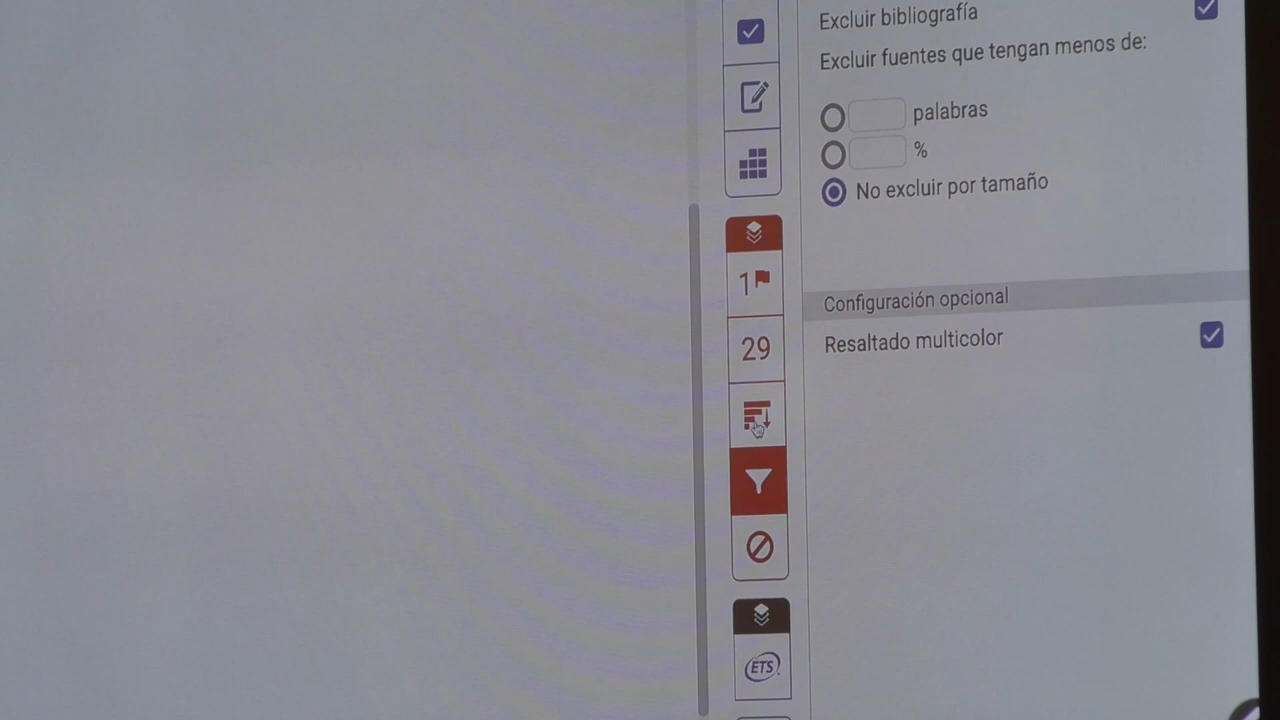 Excluir bibliografía
Excluir fuentes que tengan menos de:
palabras
%
No excluir por tamaño
1
Configuración opcional
29
Resaltado multicolor
ETS